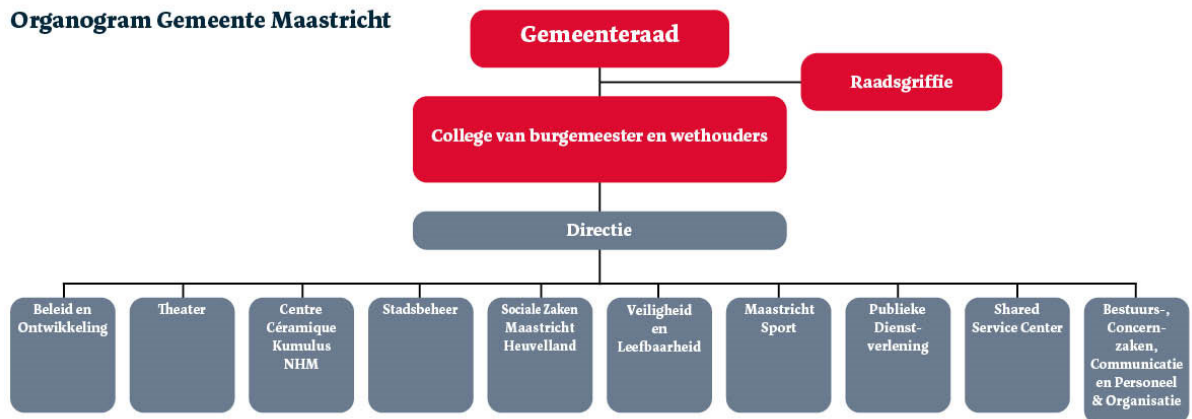 Organogram Gemeente Maastricht
Gemeenteraad
Raadsgriffie
College van burgemeester en wethouders
Directie
Beleid en
Ontwikkeling
Theater
Centre
Céramique
Kumulus
NHM
Stadsbeheer
Sociale Zaken
Maastricht
Heuvelland
Veiligheid
en
Leefbaarheid
Maastricht
Sport
Publieke
Dienst-
verlening
Shared
Service Center
Bestuurs-,
Concern-
zaken,
Communicatie
en Personeel
& Organisatie